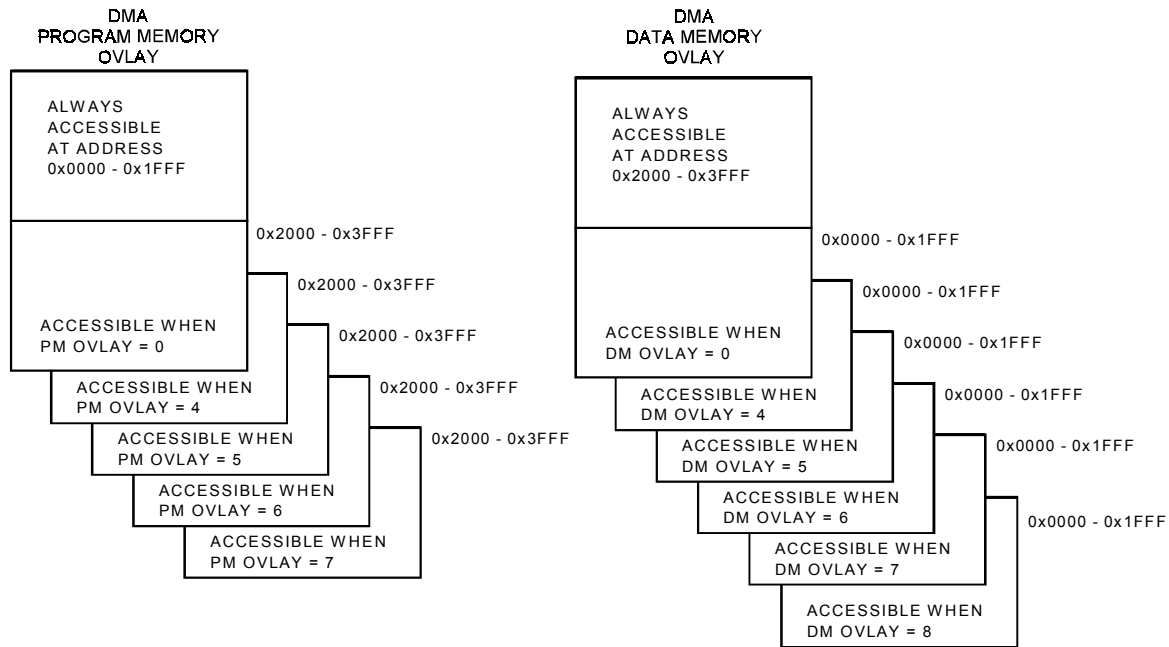 DMA
PROGRAM MEMORY
OVLAY
ALWAYS
ACCESSIBLE
AT ADDRESS
0x0000 - 0x1FFF
0x2000 - 0x3FFF
0x2000 - 0x3FFF
0x2000 - 0x3FFF
ACCESSIBLE WHEN
PM OVLAY = 0
0x2000 - 0x3FFF
ACCESSIBLE WHEN
PM OVLAY = 4
0x2000 - 0x3FFF
ACCESSIBLE WHEN
PM OVLAY = 5
ACCESSIBLE WHEN
PM OVLAY = 6
ACCESSIBLE WHEN
PM OVLAY = 7
DMA
DATA MEMORY
OVLAY
ALWAYS
ACCESSIBLE
AT ADDRESS
0x2000 - 0x3FFF
0x0000 - 0x1FFF
0x0000 - 0x1FFF
0x0000 - 0x1FFF
ACCESSIBLE WHEN
DM OVLAY = 0
0x0000 - 0x1FFF
ACCESSIBLE WHEN
DM OVLAY = 4
0x0000 - 0x1FFF
ACCESSIBLE WHEN
DM OVLAY = 5
ACCESSIBLE WHEN
DM OVLAY = 6
0x0000 - 0x1FFF
ACCESSIBLE WHEN
DM OVLAY = 7
ACCESSIBLE WHEN
DM OVLAY = 8